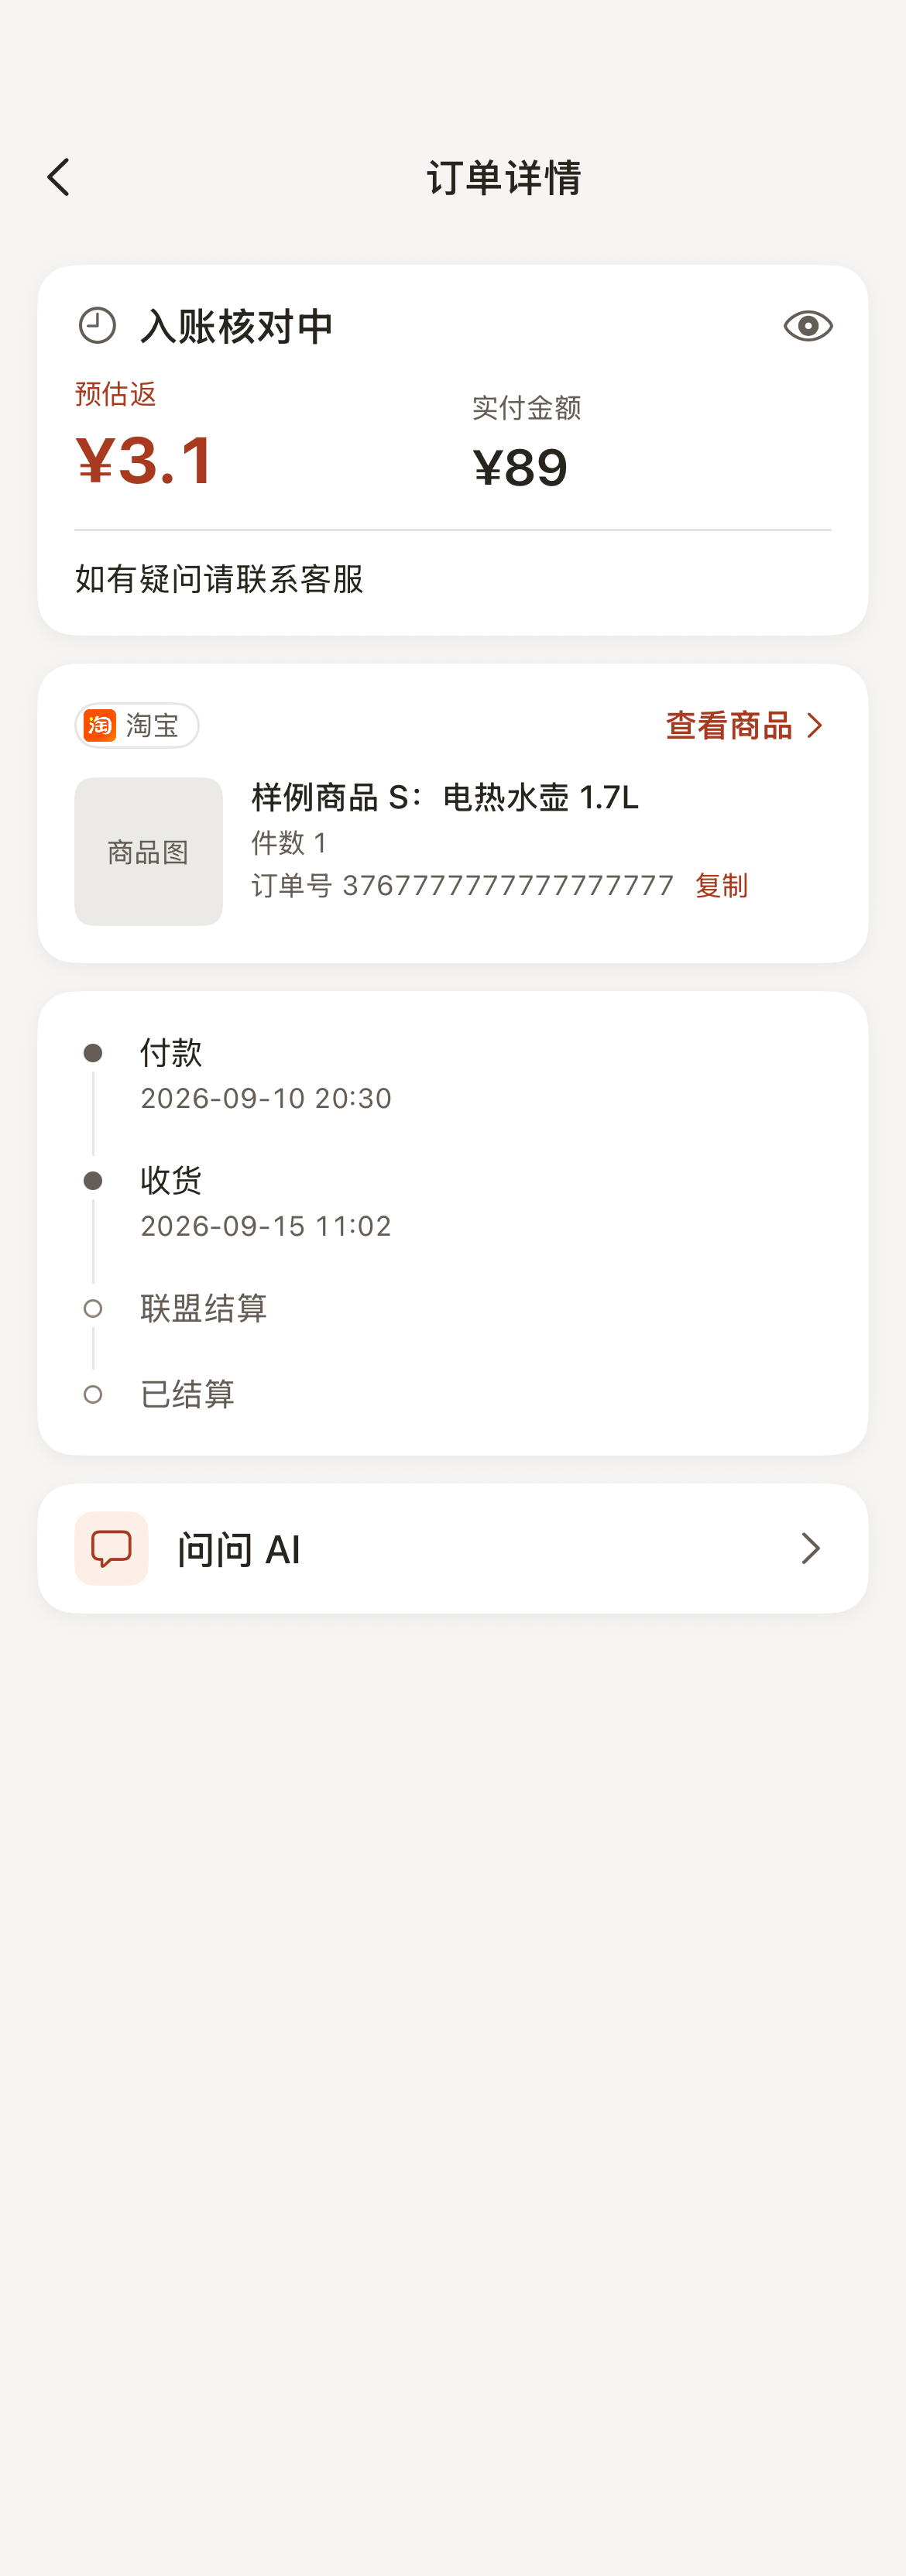 订单详情
入账核对中
预估返
¥3.1
实付金额
¥89
如有疑问请联系客服
淘 淘宝
查看商品
商品图
样例商品 S：电热水壶 1.7L
件数 1
订单号 3767777777777777777 复制
付款
2026-09-10 20:30
收货
2026-09-15 11:02
联盟结算
已结算
问问 AI